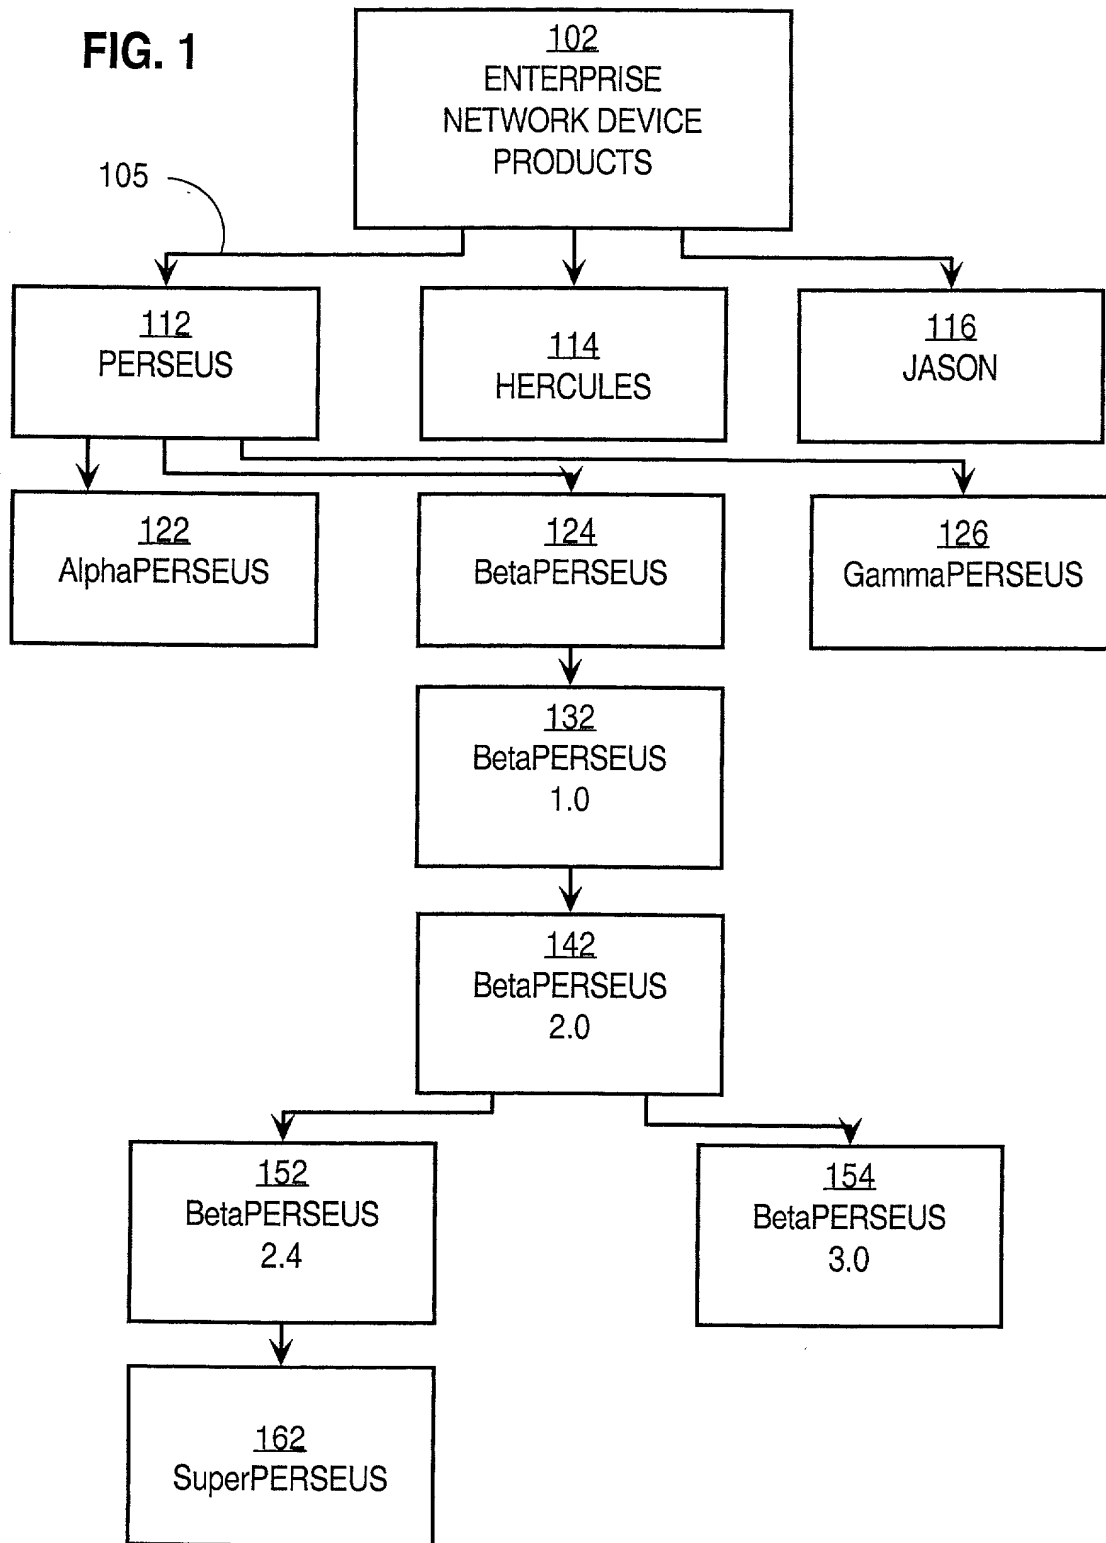 FIG. 1
102
ENTERPRISE
NETWORK DEVICE
PRODUCTS
105
112
PERSEUS
114
HERCULES
116
JASON
122
AlphaPERSEUS
124
BetaPERSEUS
126
GammaPERSEUS
132
BetaPERSEUS
1.0
142
BetaPERSEUS
2.0
152
BetaPERSEUS
2.4
154
BetaPERSEUS
3.0
162
SuperPERSEUS